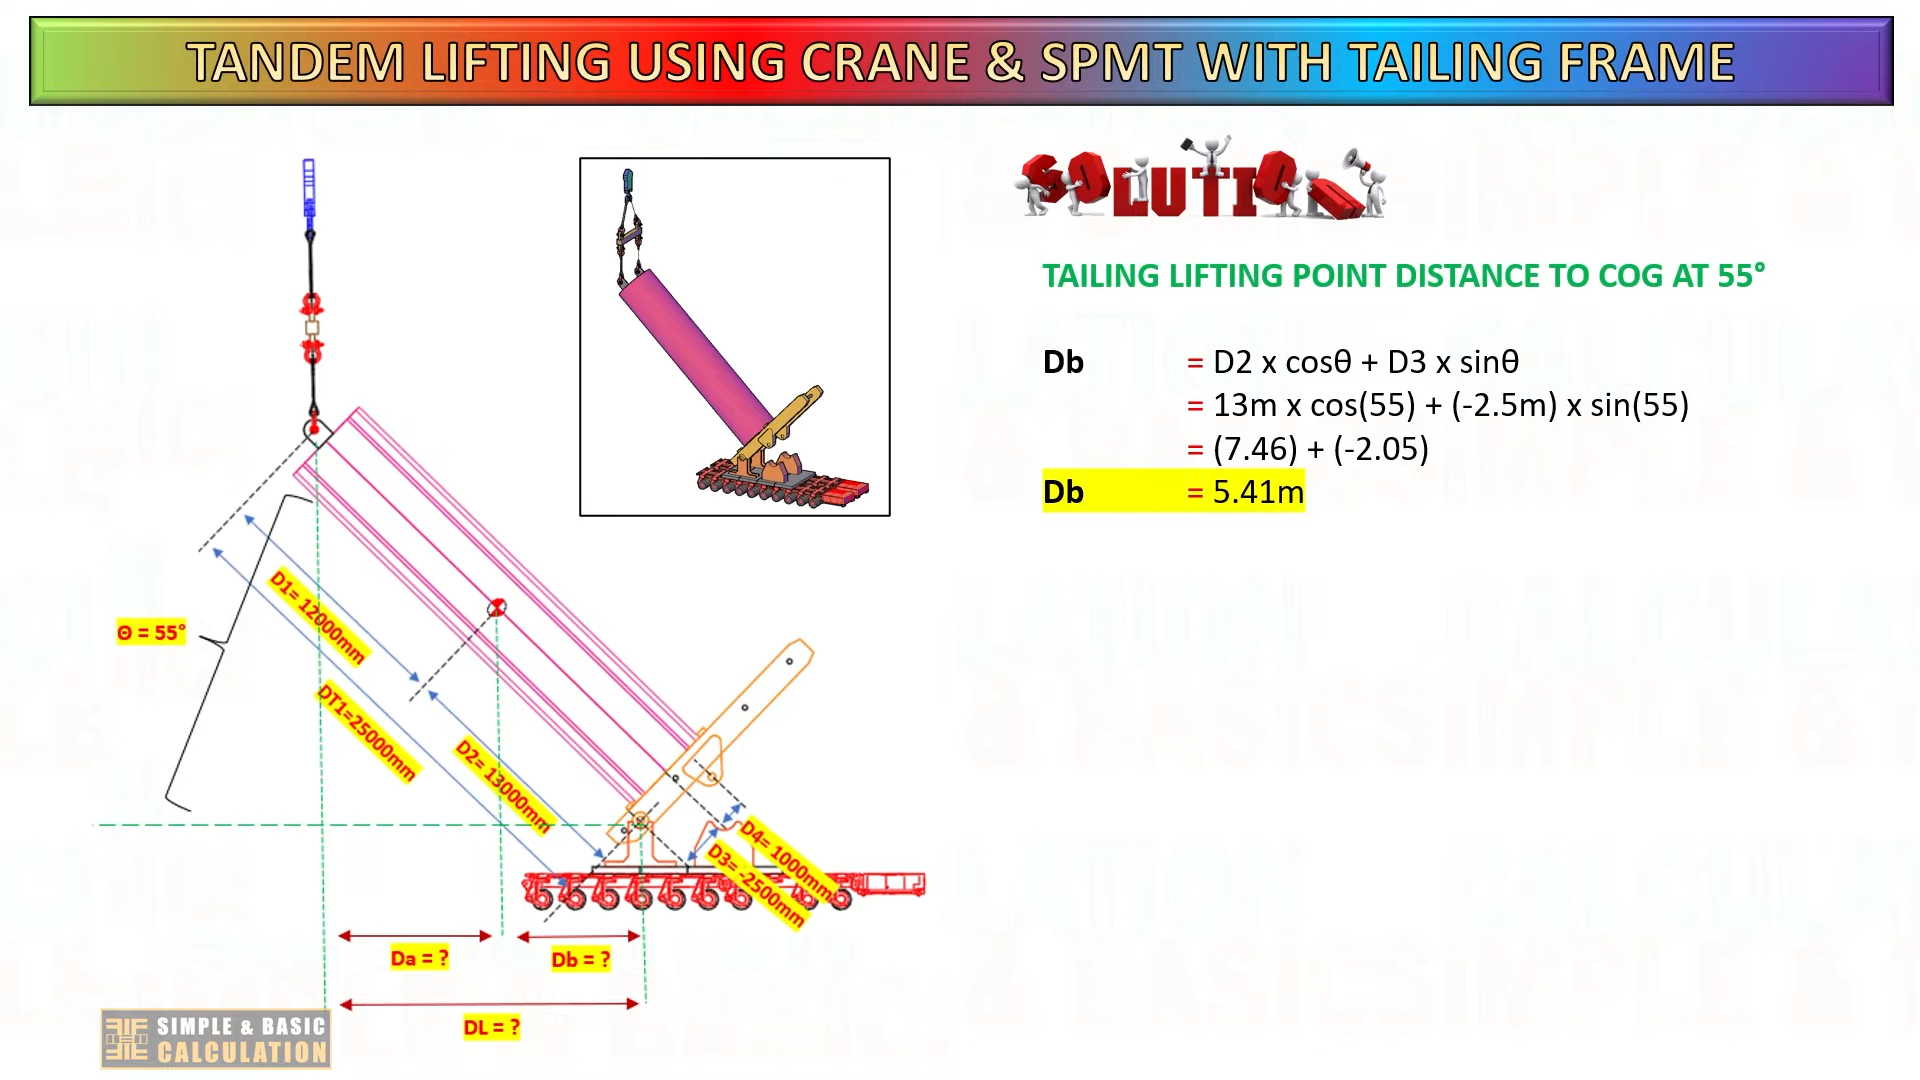 TANDEM LIFTING USING CRANE & SPMT WITH TAILING FRAME
SOLUTION
TAILING LIFTING POINT DISTANCE TO COG AT 55°
Db = D2 x cosθ + D3 x sinθ
= 13m x cos(55) + (-2.5m) x sin(55)
= (7.46) + (-2.05)
Db = 5.41m
Θ = 55°
D1= 12000mm
DT1=25000mm
D2= 13000mm
D4= 1000mm
D3= -2500mm
Da = ?
Db = ?
DL = ?
SIMPLE & BASIC
CALCULATION